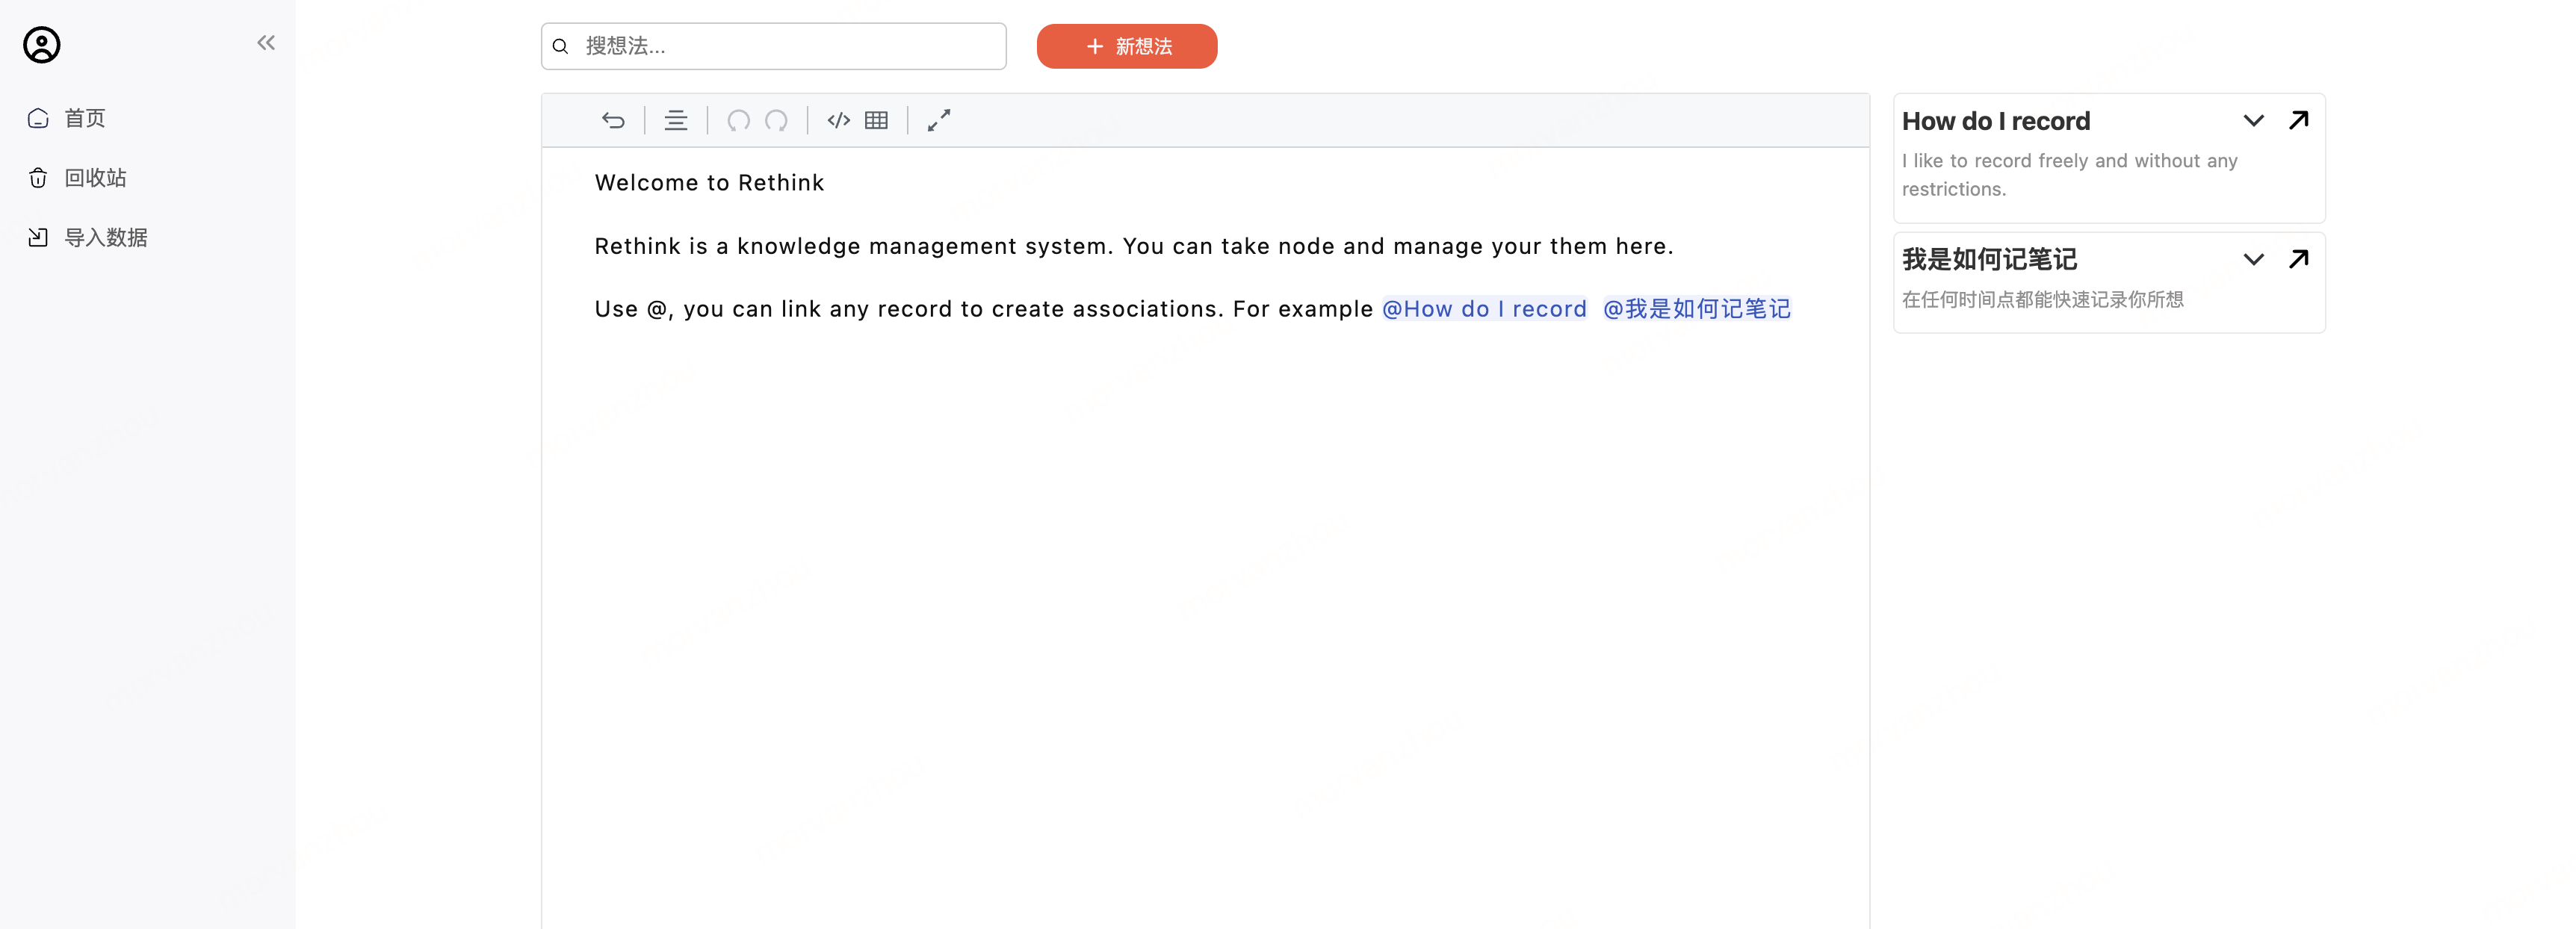 首页
回收站
导入数据
搜想法...
新想法
Welcome to Rethink
Rethink is a knowledge management system. You can take node and manage your them here.
Use @, you can link any record to create associations. For example @How do I record @我是如何记笔记
How do I record
I like to record freely and without any
restrictions.
我是如何记笔记
在任何时间点都能快速记录你所想